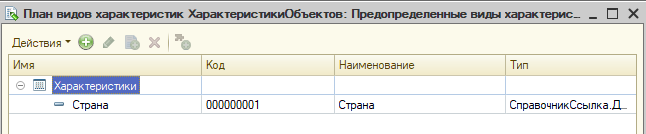 План видов характеристик ХарактеристикиОбъектов: Предопределенные виды характерис...
Действия
Имя Код Наименование Тип
Характеристики
Страна 000000001 Страна СправочникСсылка.Д...